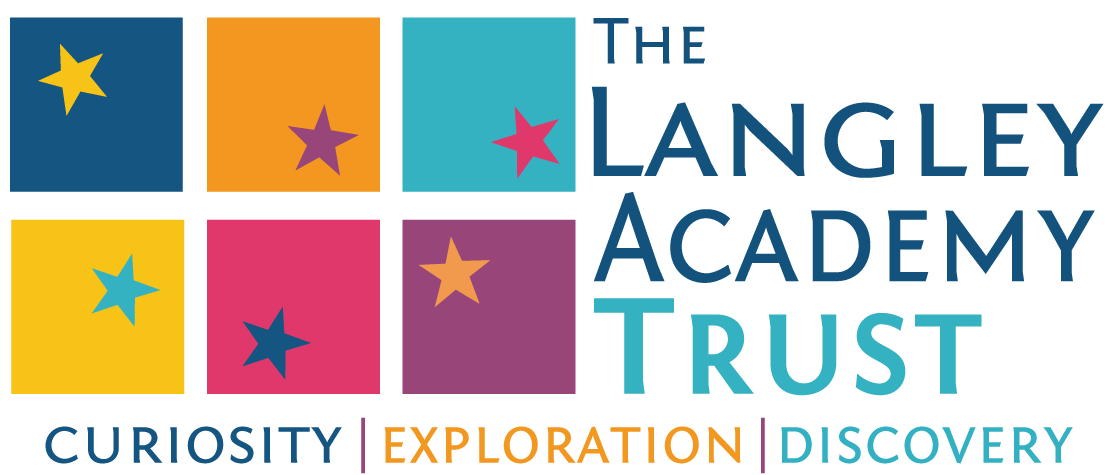 THE
LANGLEY
ACADEMY
TRUST
CURIOSITY | EXPLORATION | DISCOVERY